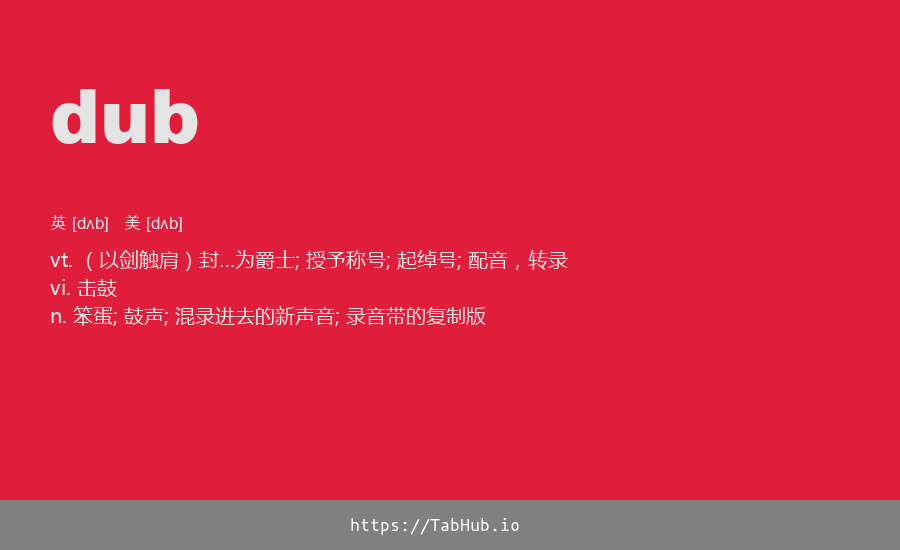 dub
英 [dʌb] 美 [dʌb]
vt. （以剑触肩）封...为爵士; 授予称号; 起绰号; 配音，转录
vi. 击鼓
n. 笨蛋; 鼓声; 混录进去的新声音; 录音带的复制版
https://TabHub.io